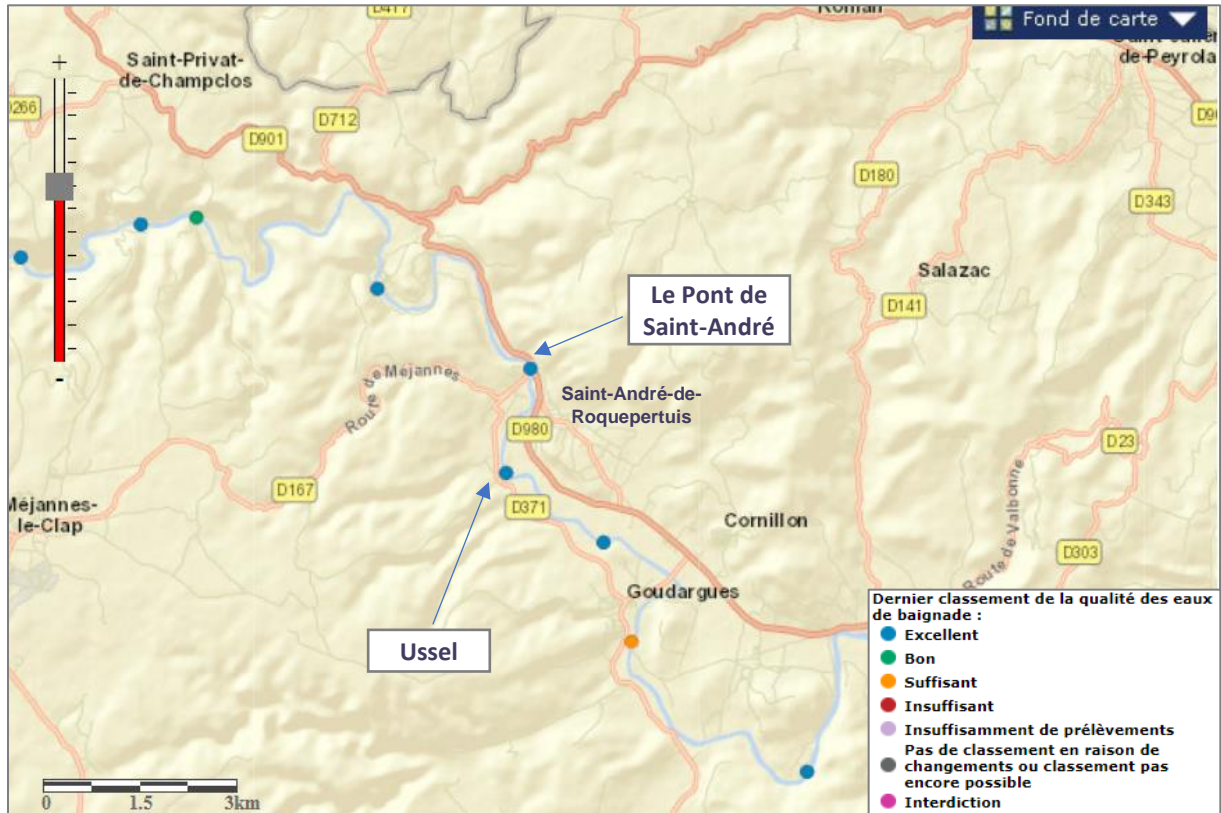 D417
Fond de carte
Saint-Privat-
de-Champclos
de-Peyrola
+
D266
D712
D901
D180
D343
Salazac
D141
Le Pont de
Saint-André
Route de Méjannes
Saint-André-de-
Roquepertuis
-
D980
D23
D167
D371
Méjannes-
le-Clap
Cornillon
Route de Valbonne
D303
Goudargues
Ussel
Dernier classement de la qualité des eaux
de baignade :
Excellent
Bon
Suffisant
Insuffisant
Insuffisamment de prélèvements
Pas de classement en raison de
changements ou classement pas
encore possible
Interdiction
0 1.5 3km